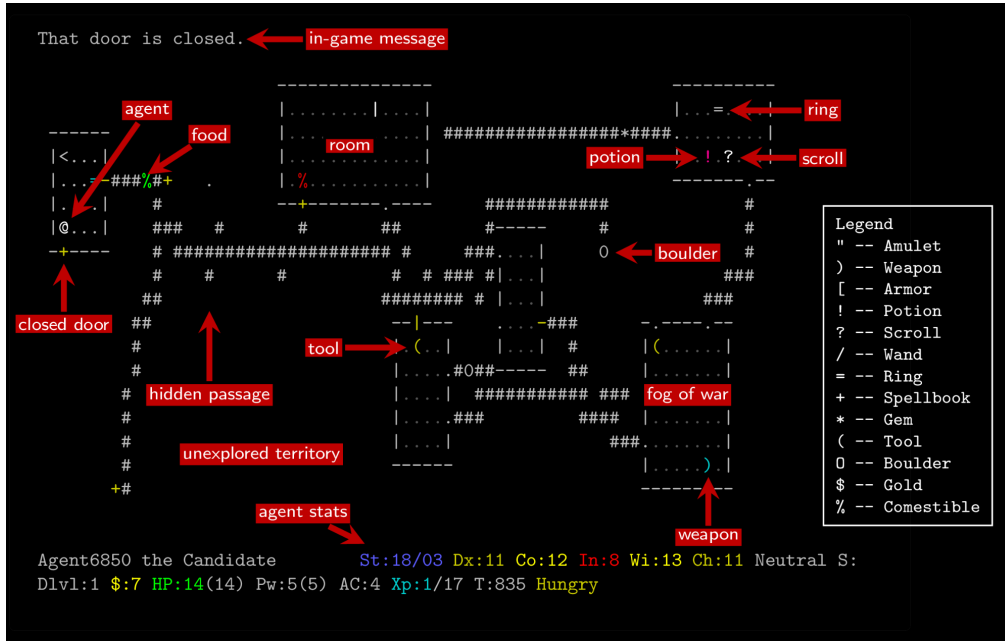 That door is closed.
in-game message
agent
food
room
ring
potion
scroll
boulder
closed door
tool
hidden passage
fog of war
unexplored territory
agent stats
weapon
Legend
" -- Amulet
) -- Weapon
[ -- Armor
! -- Potion
? -- Scroll
/ -- Wand
= -- Ring
+ -- Spellbook
* -- Gem
( -- Tool
0 -- Boulder
$ -- Gold
% -- Comestible
Agent6850 the Candidate St:18/03 Dx:11 Co:12 In:8 Wi:13 Ch:11 Neutral S:
Dlvl:1 $:7 HP:14(14) Pw:5(5) AC:4 Xp:1/17 T:835 Hungry